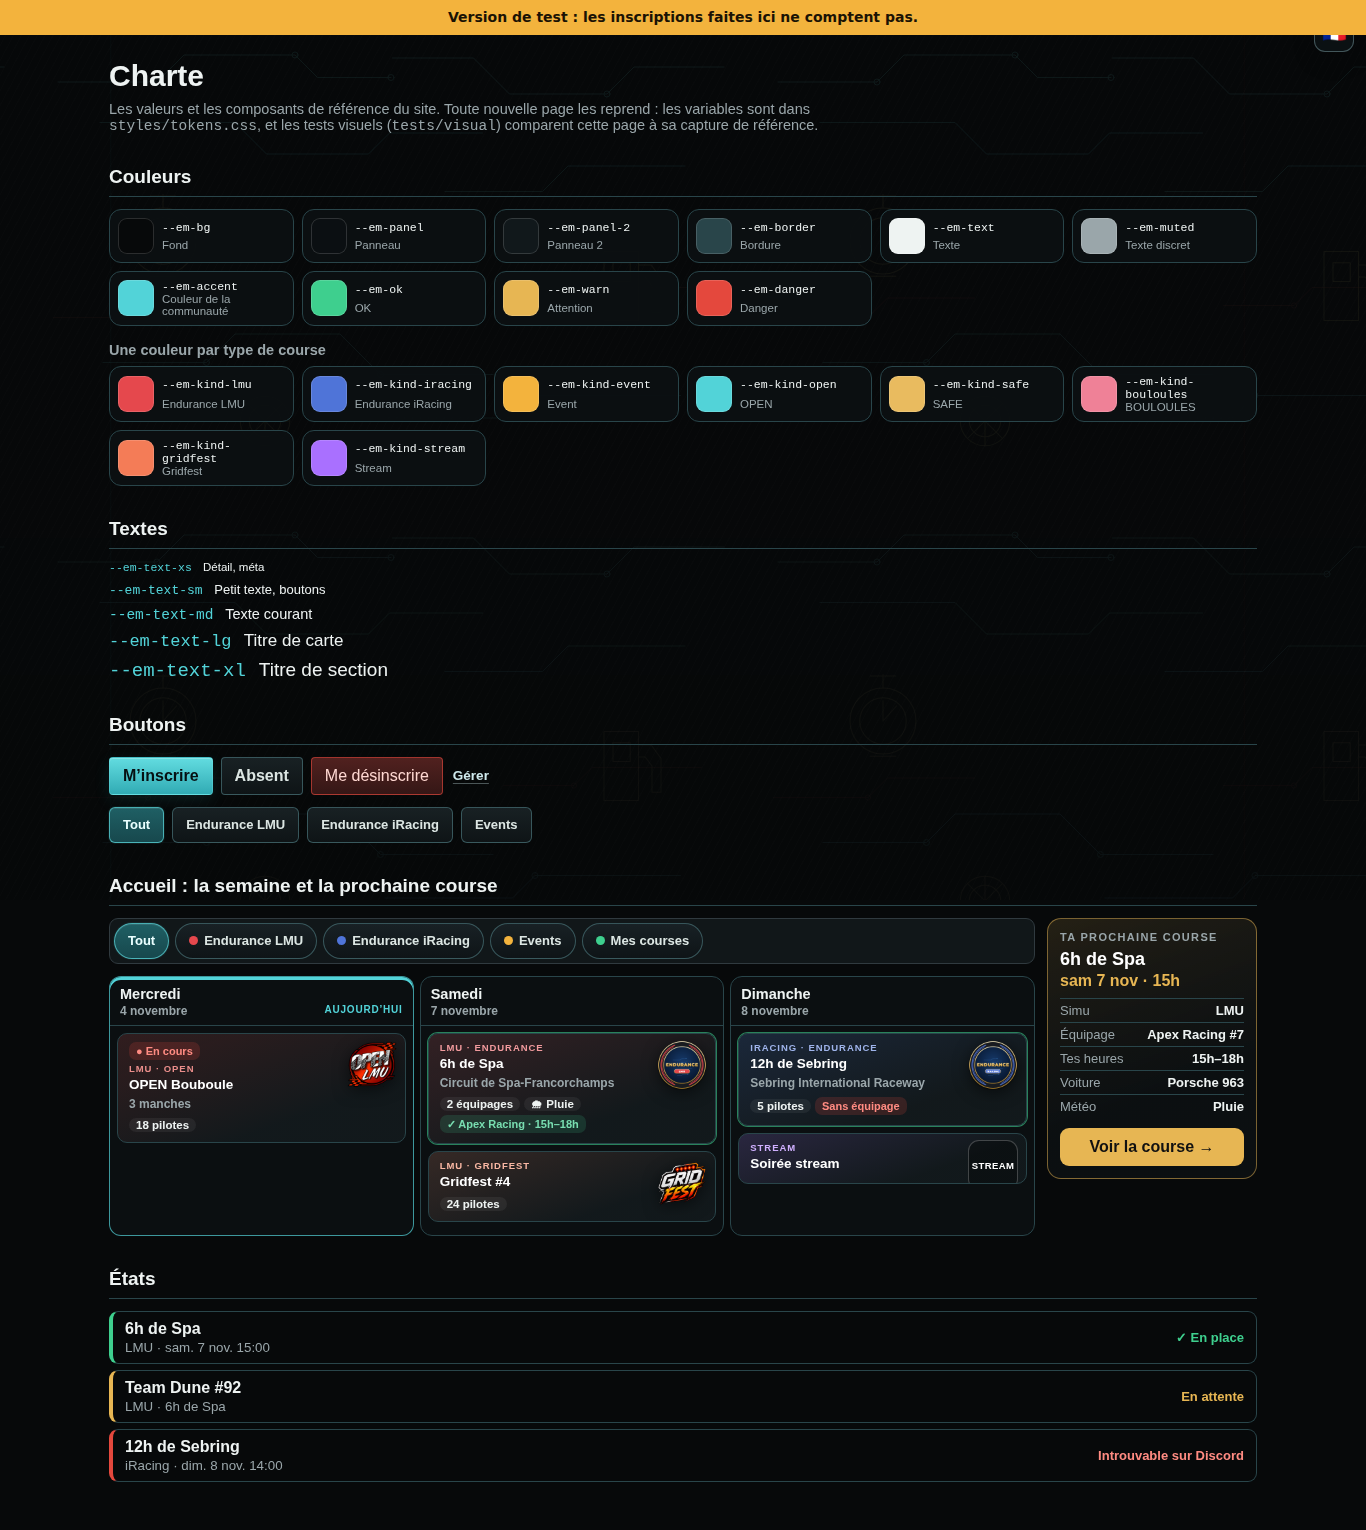 Version de test : les inscriptions faites ici ne comptent pas.
Charte
Les valeurs et les composants de référence du site. Toute nouvelle page les reprend : les variables sont dans
styles/tokens.css, et les tests visuels (tests/visual) comparent cette page à sa capture de référence.
Couleurs
--em-bg
Fond
--em-panel
Panneau
--em-panel-2
Panneau 2
--em-border
Bordure
--em-text
Texte
--em-muted
Texte discret
--em-accent
Couleur de la
communauté
--em-ok
OK
--em-warn
Attention
--em-danger
Danger
Une couleur par type de course
--em-kind-lmu
Endurance LMU
--em-kind-iracing
Endurance iRacing
--em-kind-event
Event
--em-kind-open
OPEN
--em-kind-safe
SAFE
--em-kind-
bouloules
BOULOULES
--em-kind-
gridfest
Gridfest
--em-kind-stream
Stream
Textes
--em-text-xs Détail, méta
--em-text-sm Petit texte, boutons
--em-text-md Texte courant
--em-text-lg Titre de carte
--em-text-xl Titre de section
Boutons
M’inscrire Absent Me désinscrire Gérer
Tout Endurance LMU Endurance iRacing Events
Accueil : la semaine et la prochaine course
Tout Endurance LMU Endurance iRacing Events Mes courses
Mercredi
4 novembre
AUJOURD’HUI
● En cours
LMU · OPEN
OPEN Bouboule
3 manches
18 pilotes
OPEN
LMU
Samedi
7 novembre
LMU · ENDURANCE
6h de Spa
Circuit de Spa-Francorchamps
2 équipages 🌧 Pluie
✓ Apex Racing · 15h–18h
ENDURANCE
LMU · GRIDFEST
Gridfest #4
24 pilotes
GRID
FEST
Dimanche
8 novembre
IRACING · ENDURANCE
12h de Sebring
Sebring International Raceway
5 pilotes Sans équipage
ENDURANCE
STREAM
Soirée stream
STREAM
TA PROCHAINE COURSE
6h de Spa
sam 7 nov · 15h
Simu LMU
Équipage Apex Racing #7
Tes heures 15h–18h
Voiture Porsche 963
Météo Pluie
Voir la course →
États
6h de Spa
LMU · sam. 7 nov. 15:00
✓ En place
Team Dune #92
LMU · 6h de Spa
En attente
12h de Sebring
iRacing · dim. 8 nov. 14:00
Introuvable sur Discord